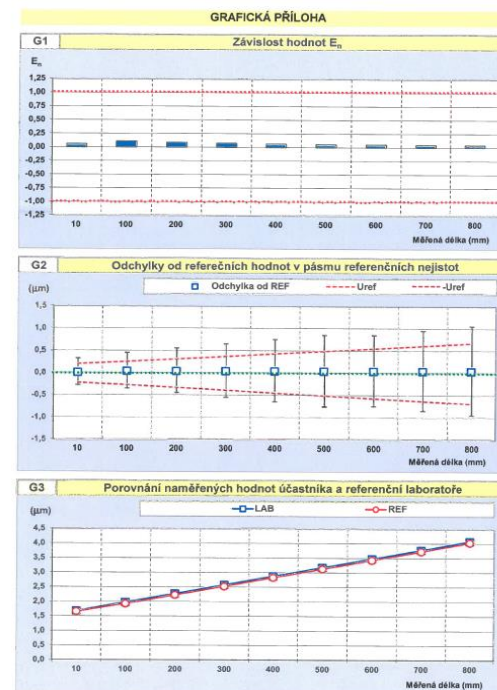 GRAFICKÁ PŘÍLOHA
G1 Závislost hodnot En
En
1,25
1,00
0,75
0,50
0,25
0,00
-0,25
-0,50
-0,75
-1,00
-1,25
10 100 200 300 400 500 600 700 800
Měřená délka (mm)
G2 Odchylky od referečních hodnot v pásmu referenčních nejistot
(µm) Odchylka od REF Uref -Uref
1,5
1,0
0,5
0,0
-0,5
-1,0
-1,5
10 100 200 300 400 500 600 700 800
Měřená délka (mm)
G3 Porovnání naměřených hodnot účastníka a referenční laboratoře
(µm) LAB REF
4,5
4,0
3,5
3,0
2,5
2,0
1,5
1,0
0,5
0,0
10 100 200 300 400 500 600 700 800
Měřená délka (mm)